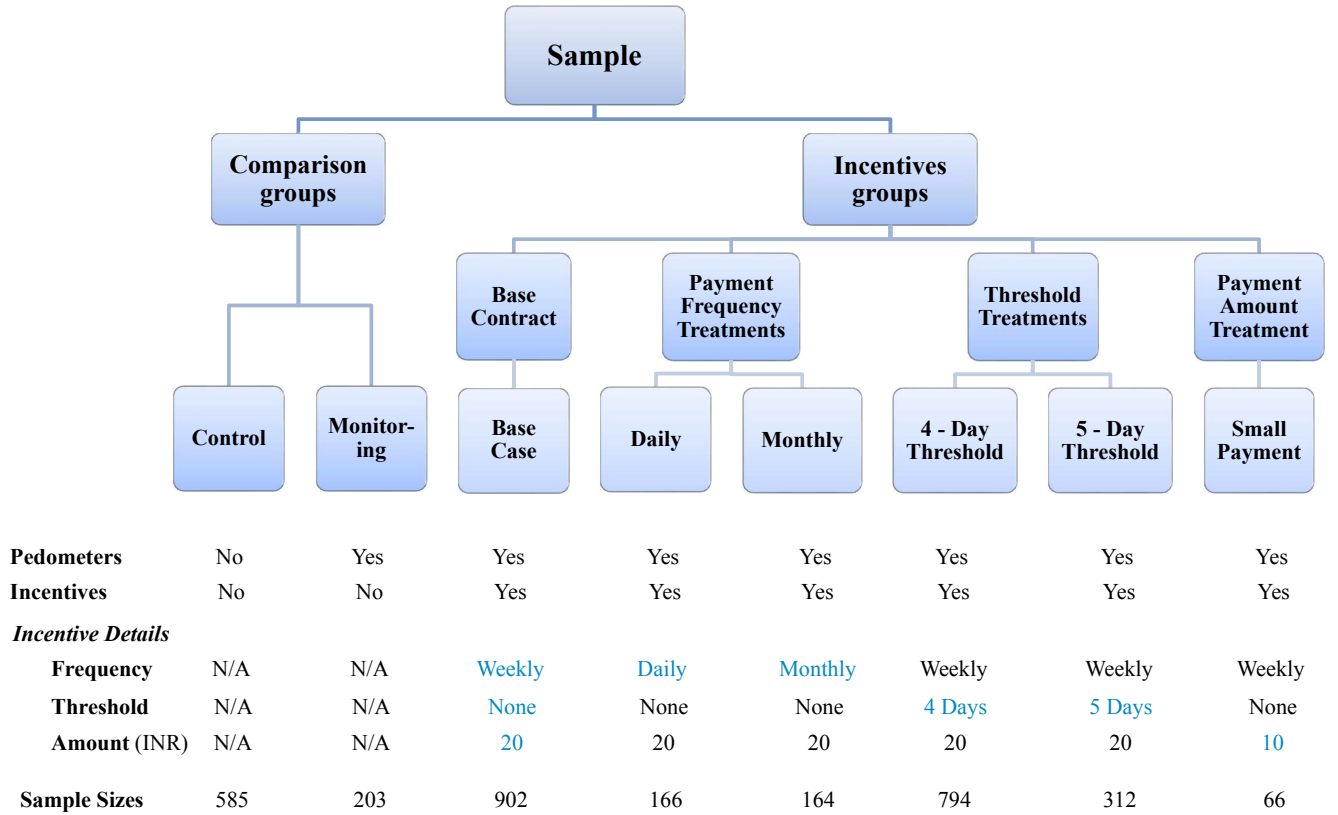 Sample
Comparison
groups
Incentives
groups
Base
Contract
Payment
Frequency
Treatments
Threshold
Treatments
Payment
Amount
Treatment
Control
Monitor-
ing
Base
Case
Daily
Monthly
4 - Day
Threshold
5 - Day
Threshold
Small
Payment
Pedometers No Yes Yes Yes Yes Yes Yes Yes
Incentives No No Yes Yes Yes Yes Yes Yes
Incentive Details
Frequency N/A N/A Weekly Daily Monthly Weekly Weekly Weekly
Threshold N/A N/A None None None 4 Days 5 Days None
Amount (INR) N/A N/A 20 20 20 20 20 10
Sample Sizes 585 203 902 166 164 794 312 66